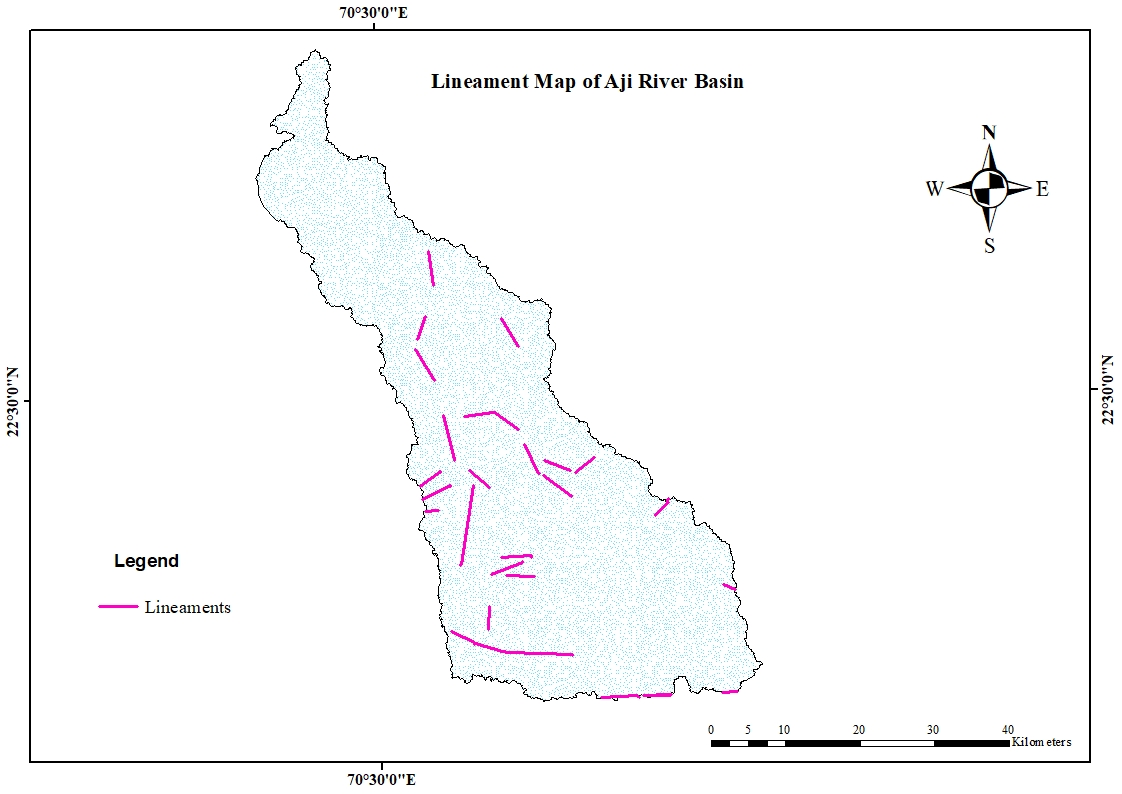 70°30'0"E
Lineament Map of Aji River Basin
N
W E
S
22°30'0"N
22°30'0"N
Legend
Lineaments
0 5 10 20 30 40
Kilometers
70°30'0"E